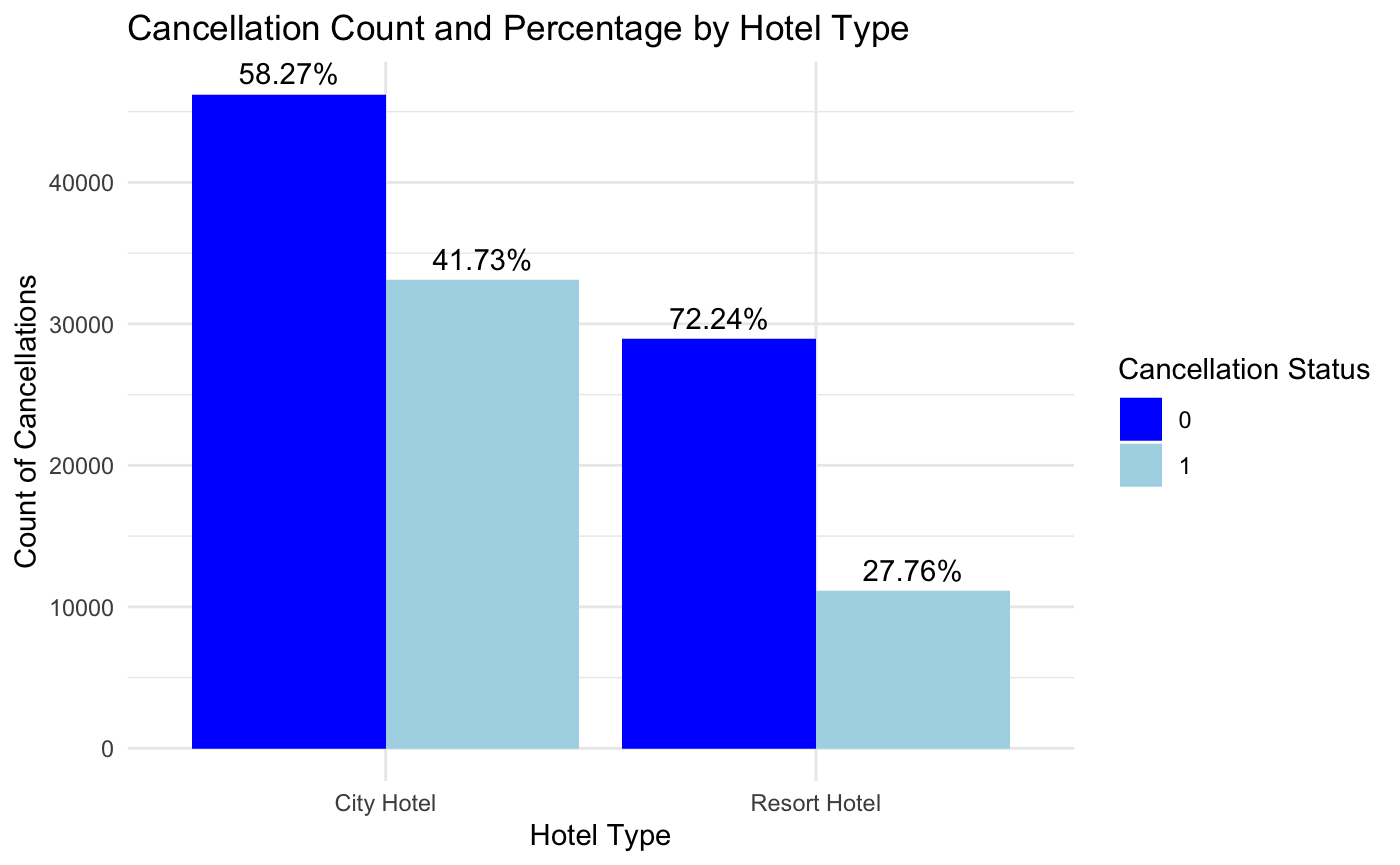 Cancellation Count and Percentage by Hotel Type
58.27%
41.73%
72.24%
27.76%
40000
30000
20000
10000
0
Count of Cancellations
City Hotel
Resort Hotel
Hotel Type
Cancellation Status
0
1